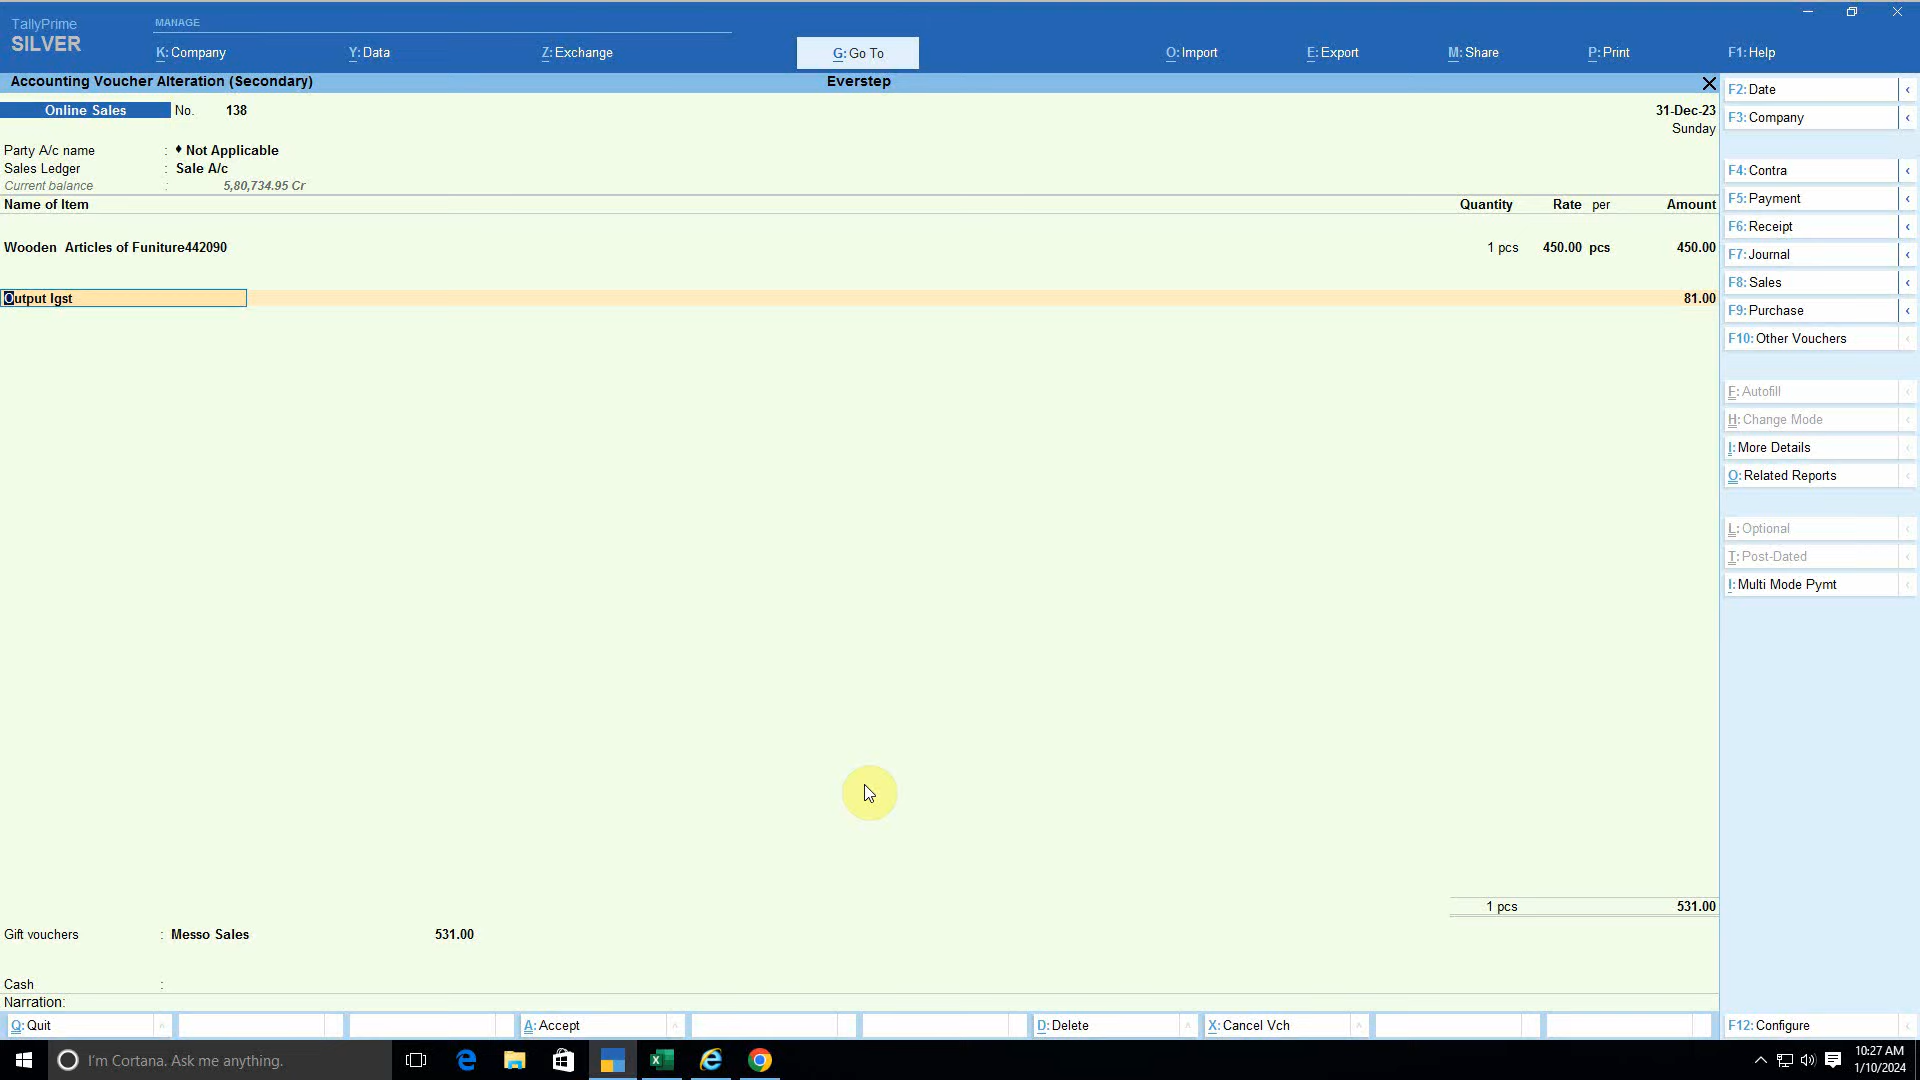 TallyPrime
SILVER
MANAGE
K: Company
Y: Data
Z: Exchange
G: Go To
O: Import
E: Export
M: Share
P: Print
F1: Help
Accounting Voucher Alteration (Secondary)
Everstep
Online Sales No. 138
31-Dec-23
Sunday
Party A/c name : ♦ Not Applicable
Sales Ledger : Sale A/c
Current balance : 5,80,734.95 Cr
Name of Item Quantity Rate per Amount
Wooden Articles of Funiture442090 1 pcs 450.00 pcs 450.00
Output Igst 81.00
1 pcs 531.00
Gift vouchers : Messo Sales 531.00
Cash :
Narration:
Q: Quit
A: Accept
D: Delete
X: Cancel Vch
F2: Date
F3: Company
F4: Contra
F5: Payment
F6: Receipt
F7: Journal
F8: Sales
F9: Purchase
F10: Other Vouchers
F: Autofill
H: Change Mode
I: More Details
O: Related Reports
L: Optional
T: Post-Dated
I: Multi Mode Pymt
F12: Configure
I'm Cortana. Ask me anything.
10:27 AM
1/10/2024